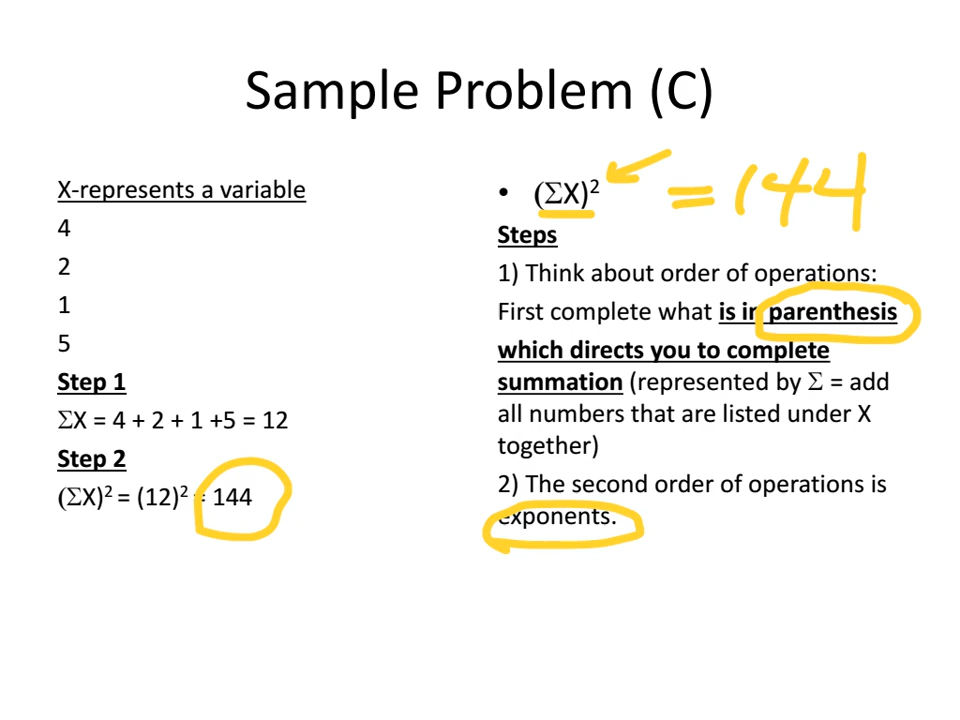 Sample Problem (C)
X-represents a variable
4
2
1
5
Step 1
ΣX = 4 + 2 + 1 +5 = 12
Step 2
(ΣX)² = (12)² = 144
• (ΣX)² = 144
Steps
1) Think about order of operations:
First complete what is in parenthesis
which directs you to complete
summation (represented by Σ = add
all numbers that are listed under X
together)
2) The second order of operations is
exponents.